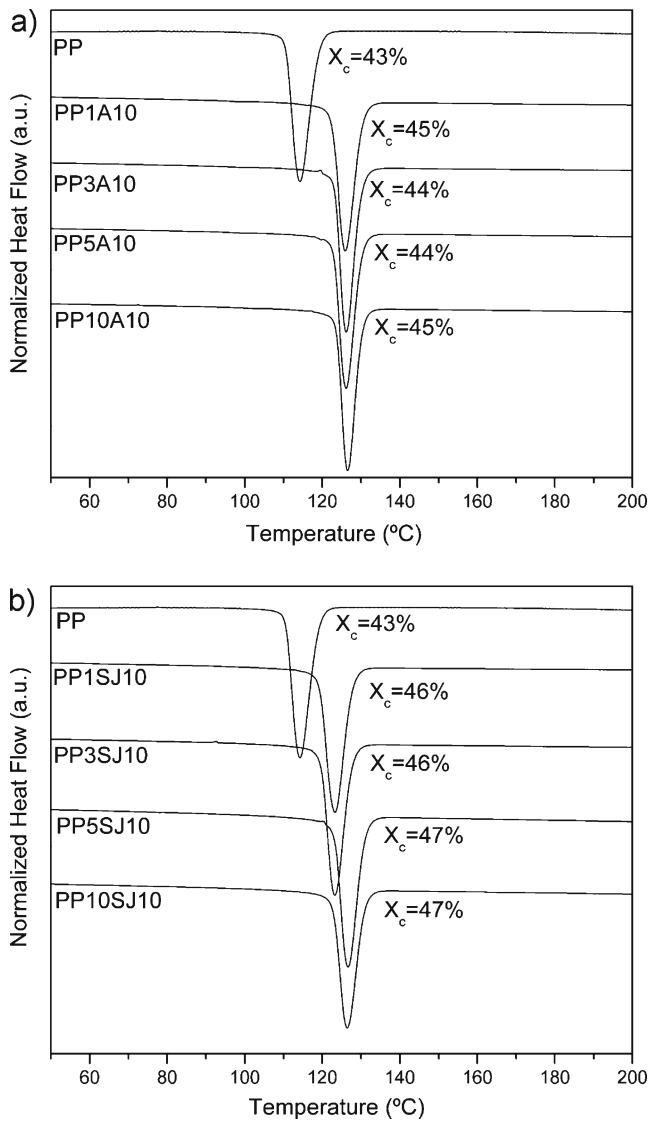 a)
PP
X_c=43%
PP1A10
X_c=45%
PP3A10
X_c=44%
PP5A10
X_c=44%
PP10A10
X_c=45%
Normalized Heat Flow (a.u.)
60 80 100 120 140 160 180 200
Temperature (ºC)
b)
PP
X_c=43%
PP1SJ10
X_c=46%
PP3SJ10
X_c=46%
PP5SJ10
X_c=47%
PP10SJ10
X_c=47%
Normalized Heat Flow (a.u.)
60 80 100 120 140 160 180 200
Temperature (ºC)